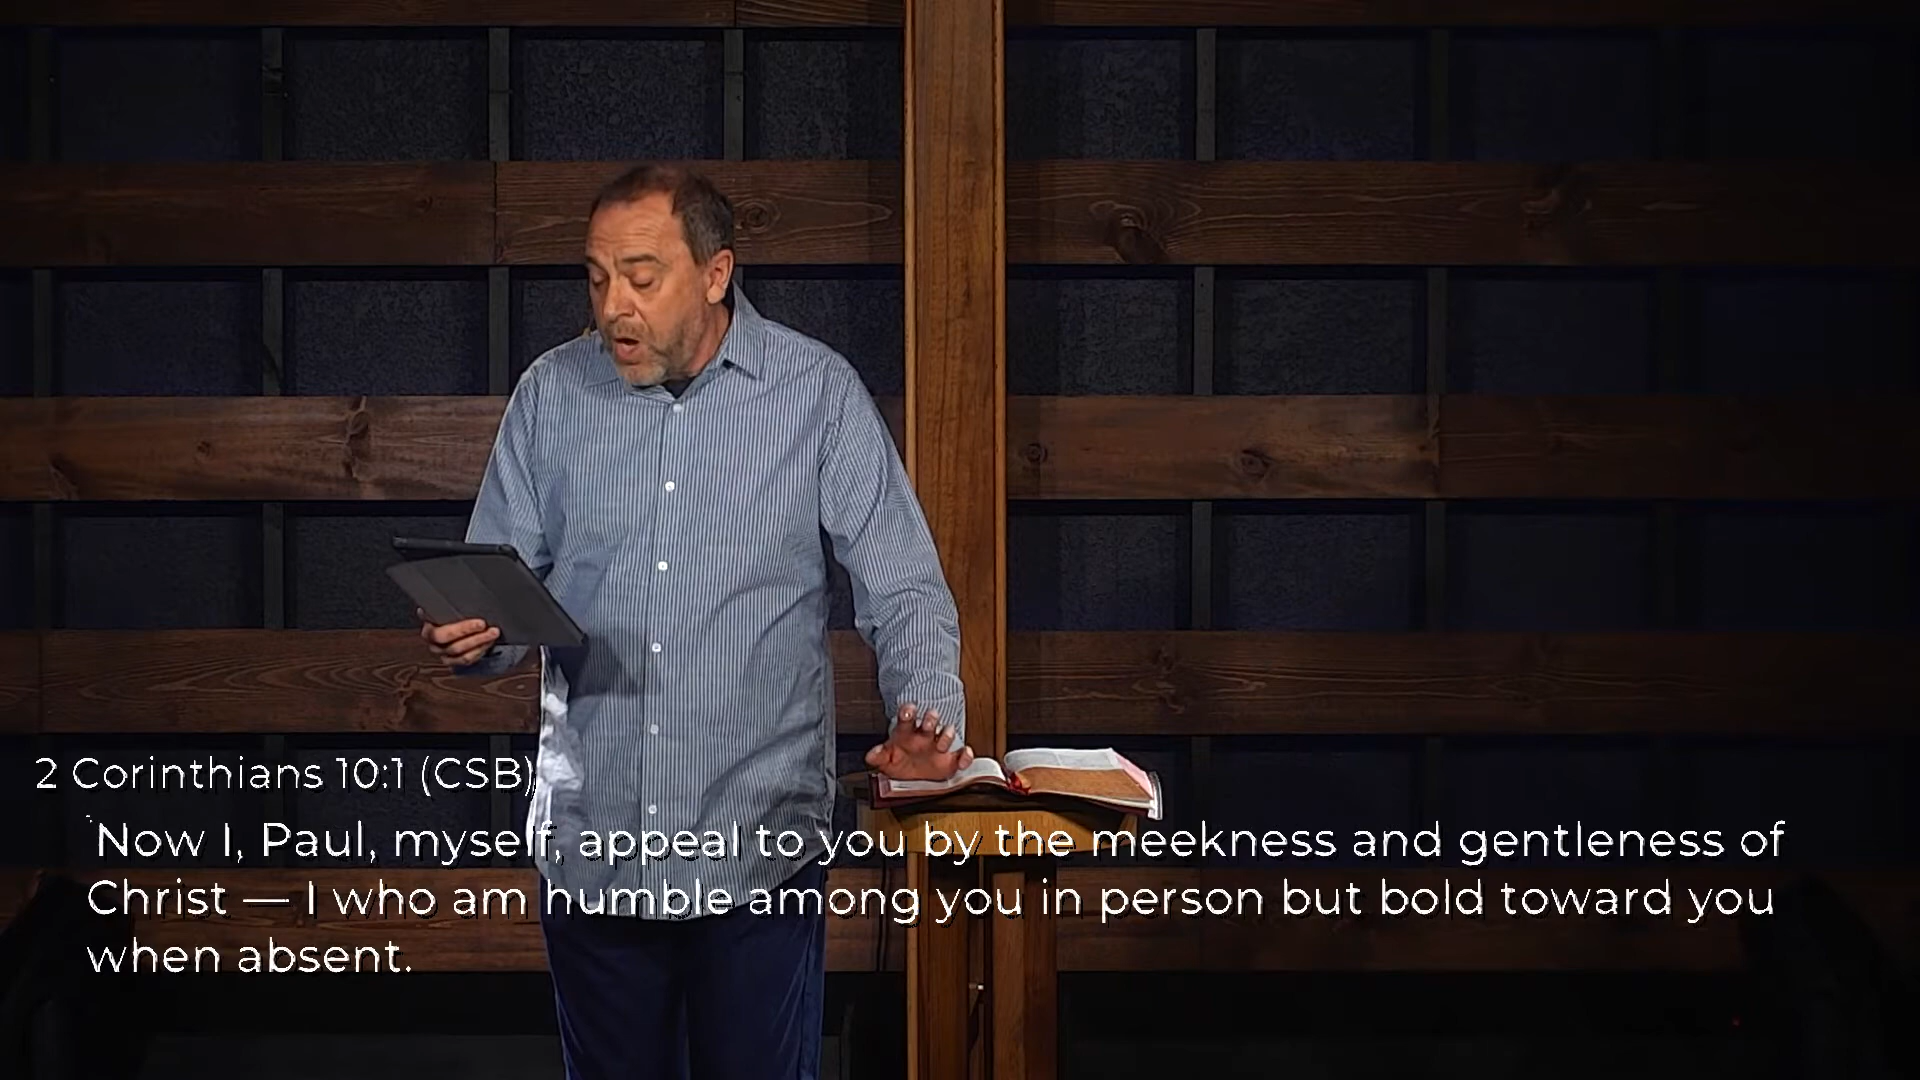 2 Corinthians 10:1 (CSB)
Now I, Paul, myself, appeal to you by the meekness and gentleness of
Christ — I who am humble among you in person but bold toward you
when absent.